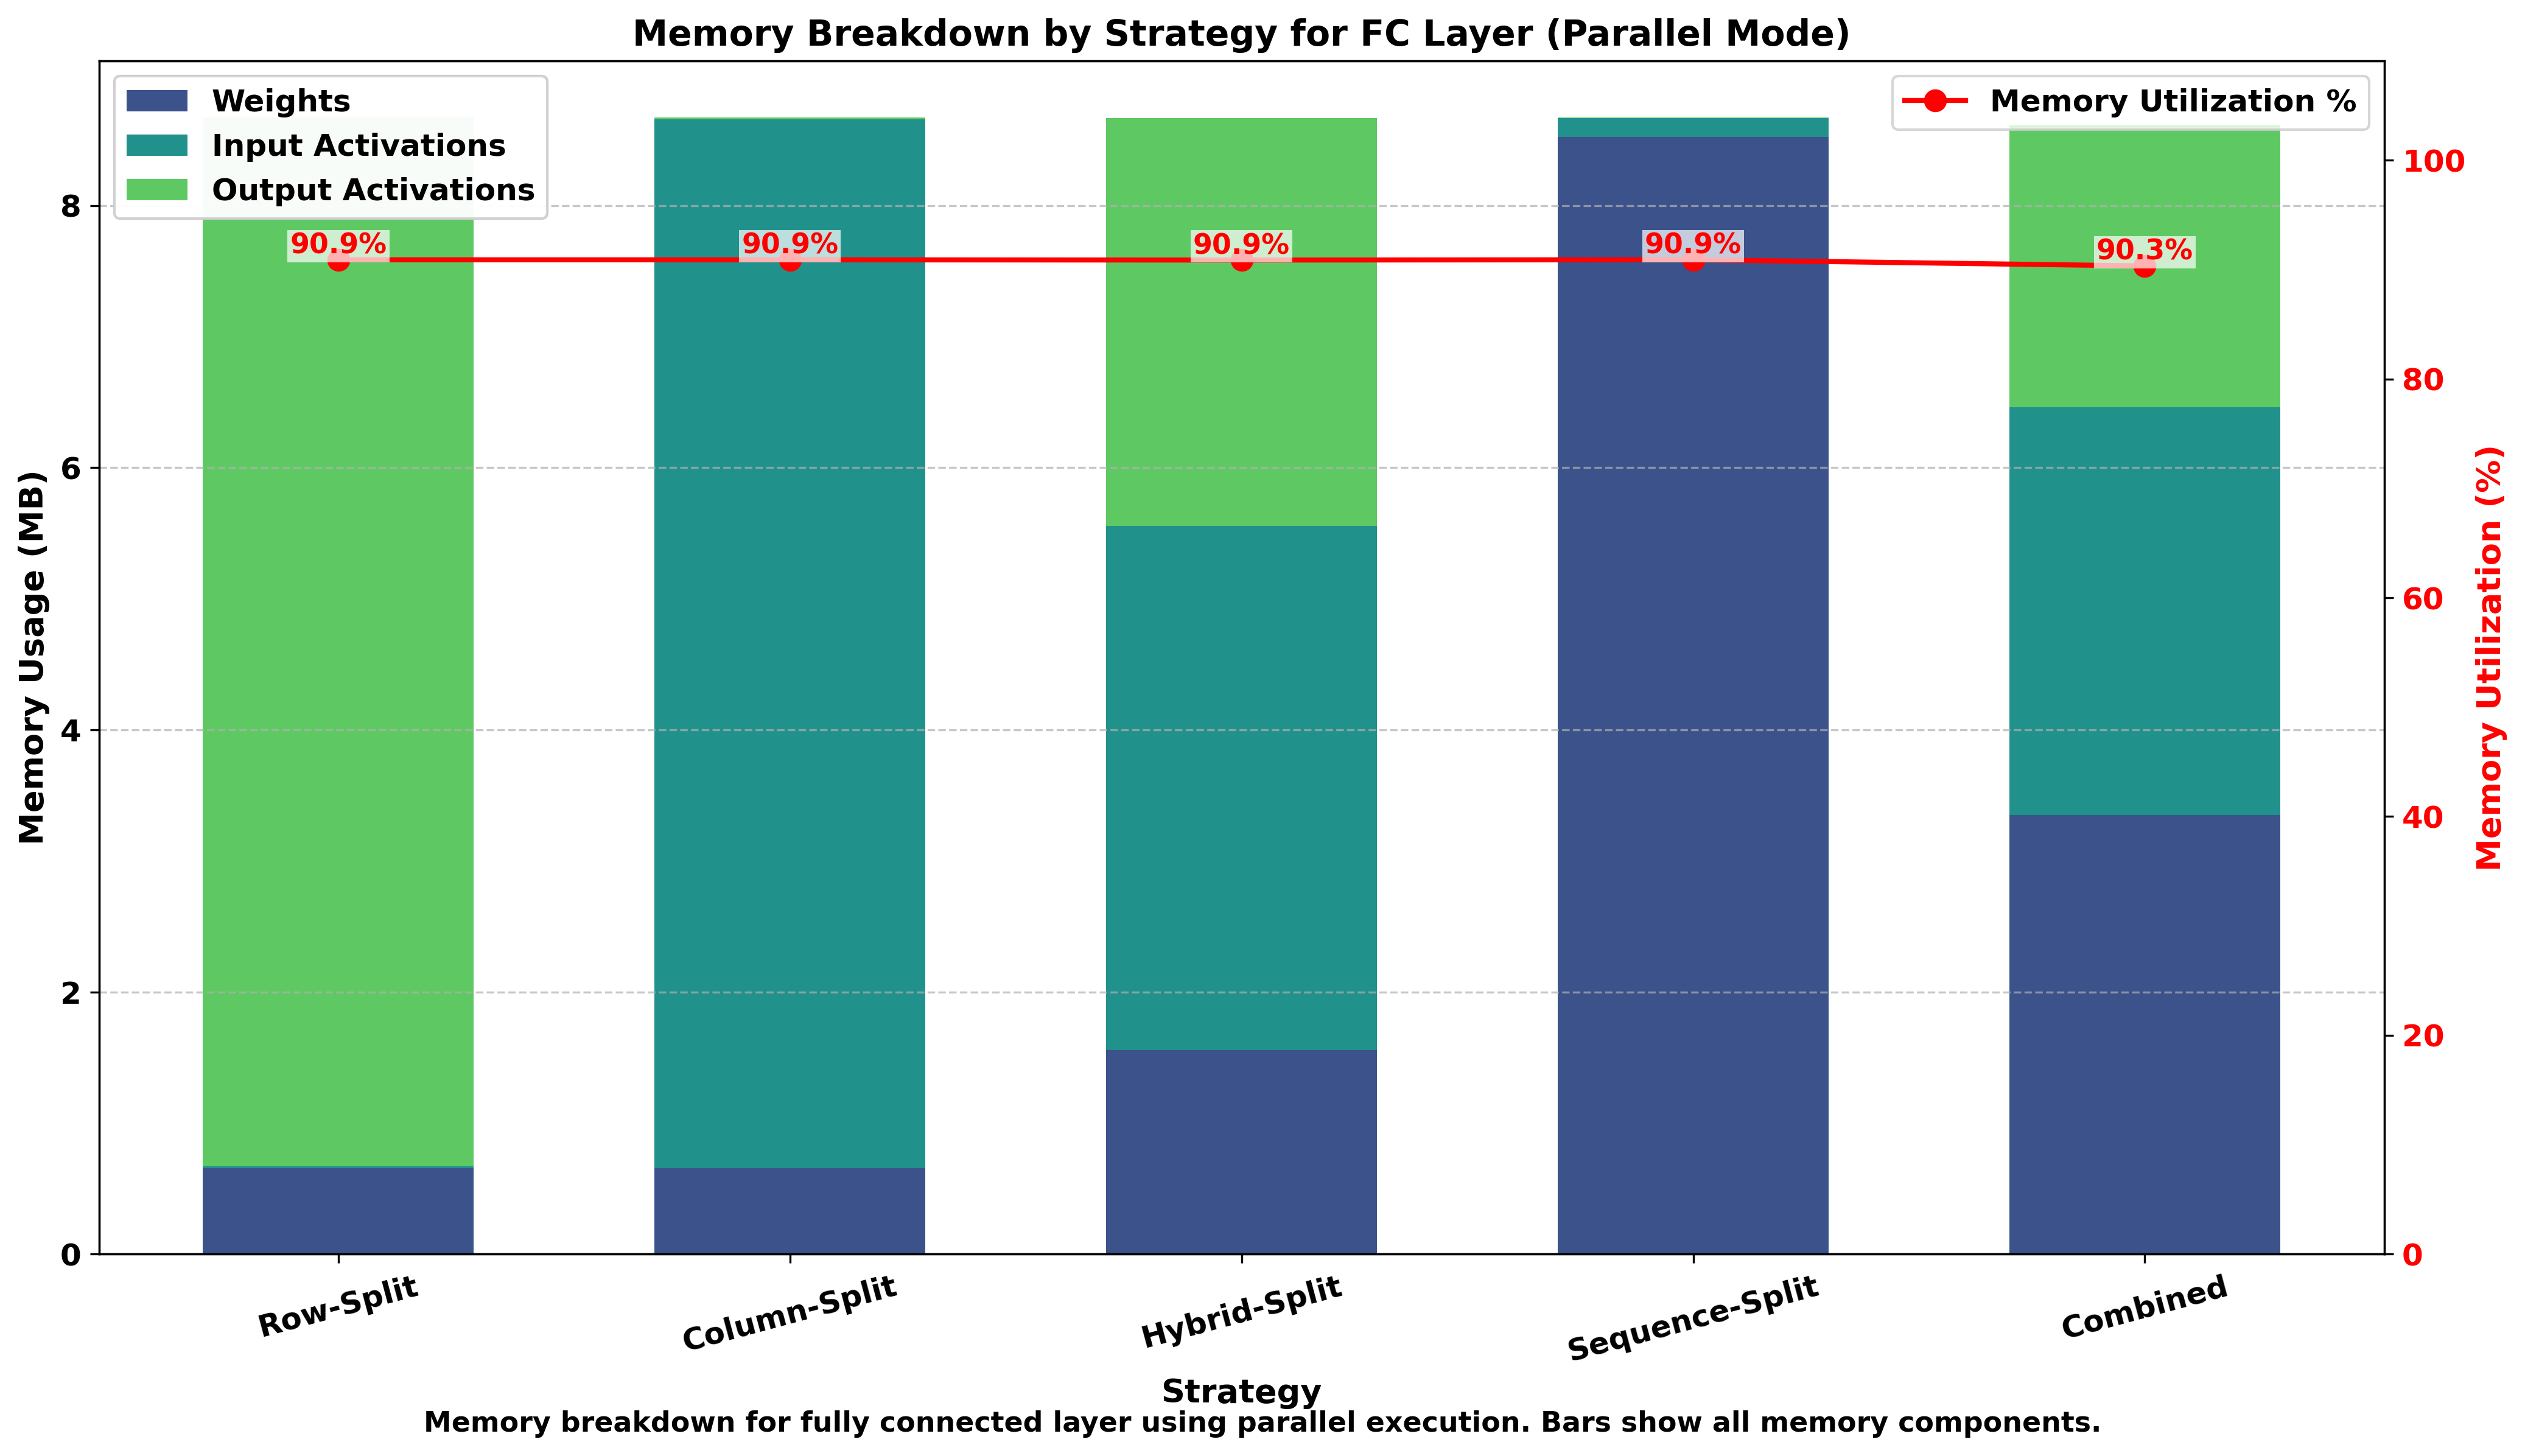 Memory Breakdown by Strategy for FC Layer (Parallel Mode)
Weights
Input Activations
Output Activations
Memory Utilization %
Memory Usage (MB)
8
6
4
2
0
90.9%
90.9%
90.9%
90.9%
90.3%
100
80
60
40
20
0
Memory Utilization (%)
Row-Split
Column-Split
Hybrid-Split
Sequence-Split
Combined
Strategy
Memory breakdown for fully connected layer using parallel execution. Bars show all memory components.